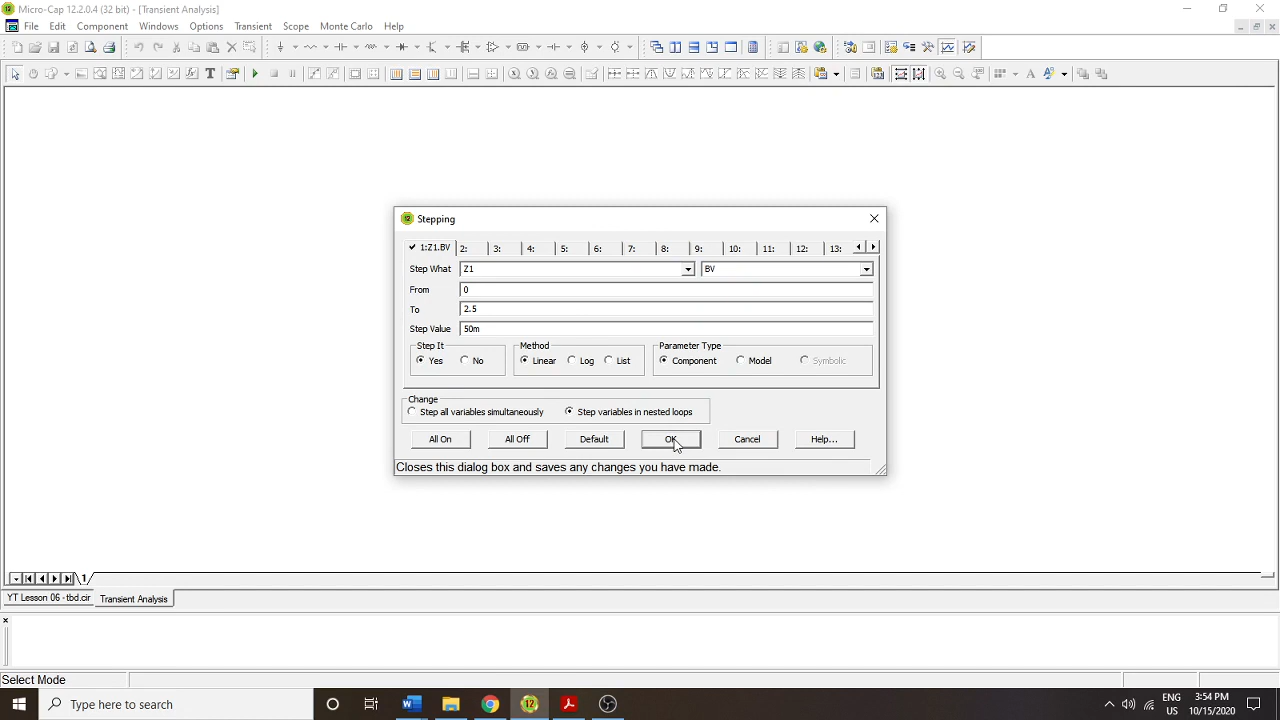 Micro-Cap 12.2.0.4 (32 bit) - [Transient Analysis]
File Edit Component Windows Options Transient Scope Monte Carlo Help
Stepping
1:Z1.BV 2: 3: 4: 5: 6: 7: 8: 9: 10: 11: 12: 13:
Step What Z1 BV
From 0
To 2.5
Step Value 50m
Step It Method Parameter Type
Yes No Linear Log List Component Model Symbolic
Change
Step all variables simultaneously Step variables in nested loops
All On All Off Default OK Cancel Help...
Closes this dialog box and saves any changes you have made.
1
YT Lesson 06 - tbd.cir Transient Analysis
Select Mode
Type here to search
ENG 3:54 PM
US 10/15/2020